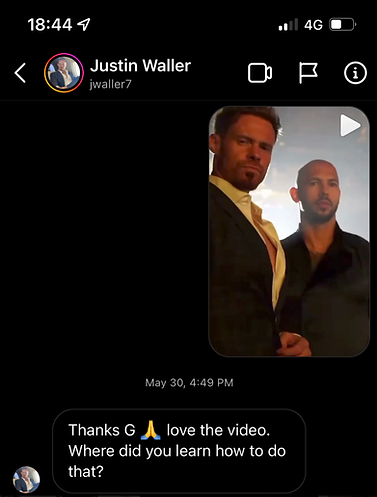 18:44 4G
Justin Waller
jwaller7
May 30, 4:49 PM
Thanks G 🙏 love the video.
Where did you learn how to do
that?